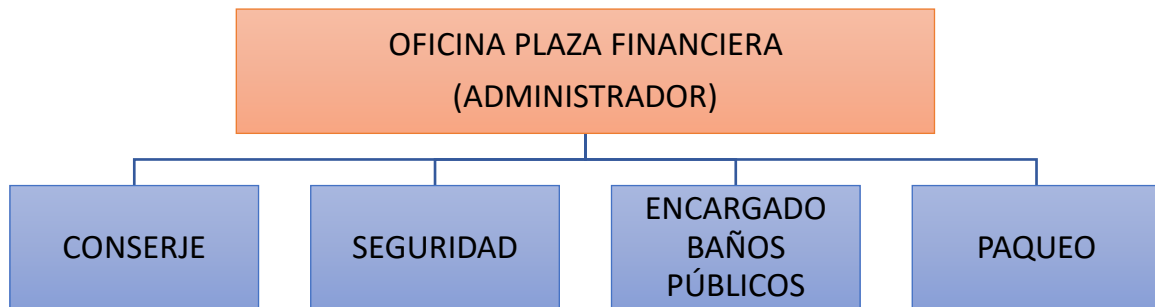 OFICINA PLAZA FINANCIERA
(ADMINISTRADOR)
CONSERJE
SEGURIDAD
ENCARGADO
BAÑOS
PÚBLICOS
PAQUEO